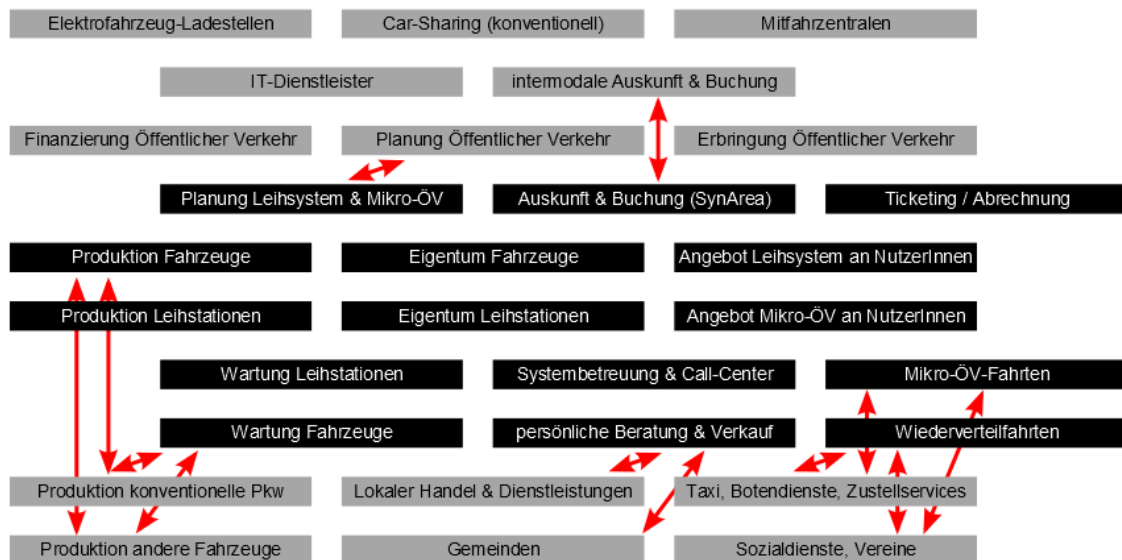 Elektrofahrzeug-Ladestellen
Car-Sharing (konventionell)
Mitfahrzentralen
IT-Dienstleister
intermodale Auskunft & Buchung
Finanzierung Öffentlicher Verkehr
Planung Öffentlicher Verkehr
Erbringung Öffentlicher Verkehr
Planung Leihsystem & Mikro-ÖV
Auskunft & Buchung (SynArea)
Ticketing / Abrechnung
Produktion Fahrzeuge
Eigentum Fahrzeuge
Angebot Leihsystem an NutzerInnen
Produktion Leihstationen
Eigentum Leihstationen
Angebot Mikro-ÖV an NutzerInnen
Wartung Leihstationen
Systembetreuung & Call-Center
Mikro-ÖV-Fahrten
Wartung Fahrzeuge
persönliche Beratung & Verkauf
Wiederverteilfahrten
Produktion konventionelle Pkw
Lokaler Handel & Dienstleistungen
Taxi, Botendienste, Zustellservices
Produktion andere Fahrzeuge
Gemeinden
Sozialdienste, Vereine